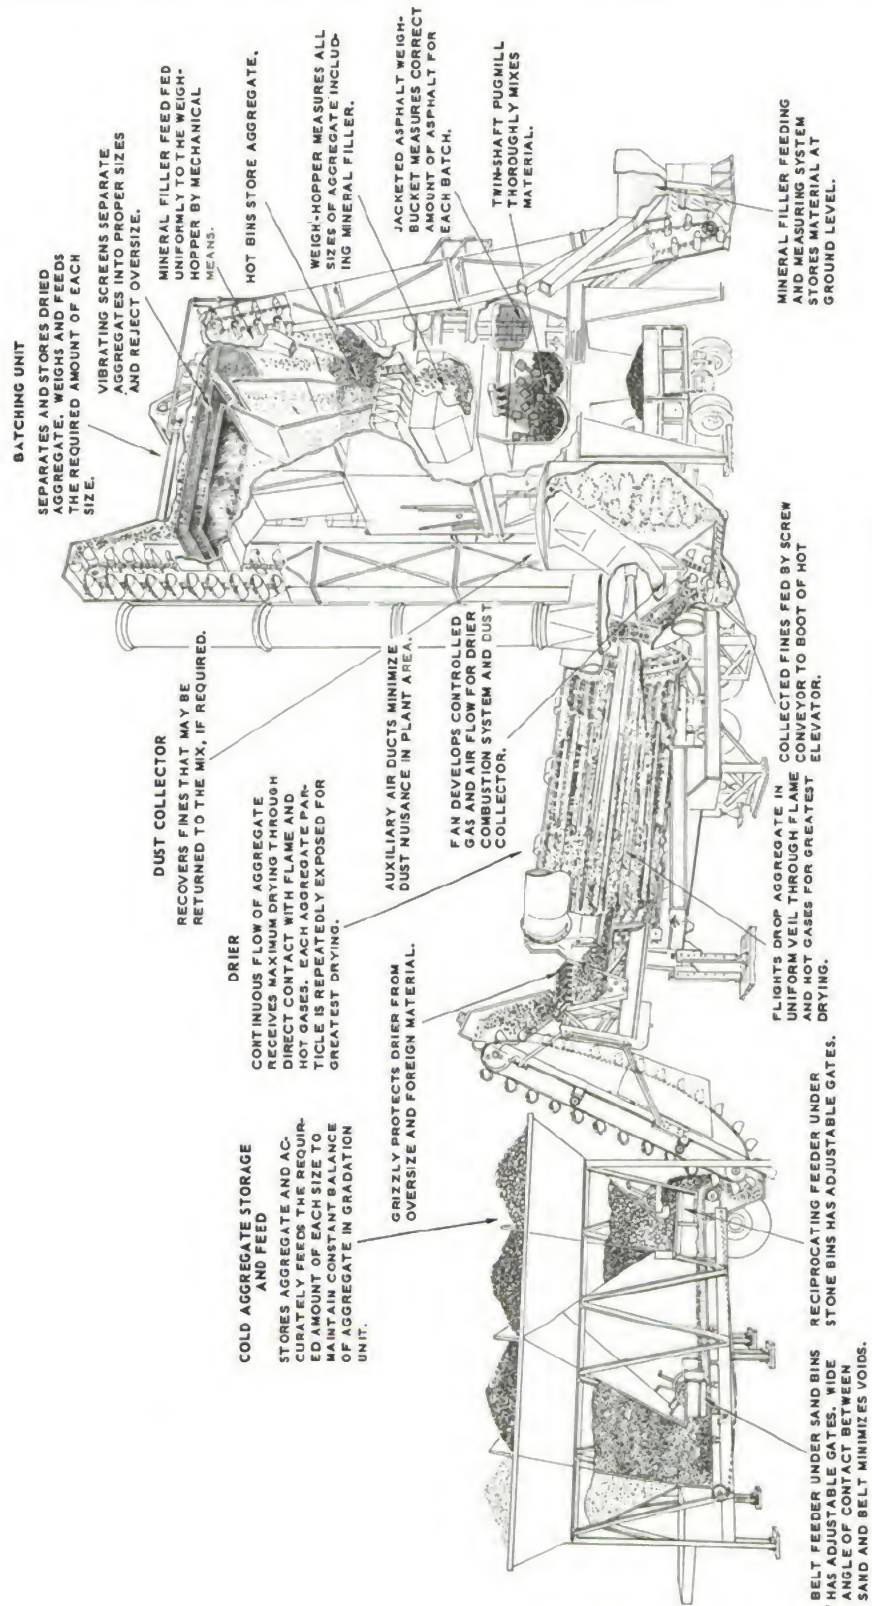 COLD AGGREGATE STORAGE
AND FEED
STORES AGGREGATE AND AC-
CURATELY FEEDS THE REQUIR-
ED AMOUNT OF EACH SIZE TO
MAINTAIN CONSTANT BALANCE
OF AGGREGATE IN GRADATION
UNIT.
DRIER
CONTINUOUS FLOW OF AGGREGATE
RECEIVES MAXIMUM DRYING THROUGH
DIRECT CONTACT WITH FLAME AND
HOT GASES. EACH AGGREGATE PAR-
TICLE IS REPEATEDLY EXPOSED FOR
GREATEST DRYING.
DUST COLLECTOR
RECOVERS FINES THAT MAY BE
RETURNED TO THE MIX, IF REQUIRED.
BATCHING UNIT
SEPARATES AND STORES DRIED
AGGREGATE. WEIGHS AND FEEDS
THE REQUIRED AMOUNT OF EACH
SIZE.
VIBRATING SCREENS SEPARATE
AGGREGATES INTO PROPER SIZES
AND REJECT OVERSIZE.
MINERAL FILLER FEED FED
UNIFORMLY TO THE WEIGH-
HOPPER BY MECHANICAL
MEANS.
HOT BINS STORE AGGREGATE.
WEIGH-HOPPER MEASURES ALL
SIZES OF AGGREGATE INCLUD-
ING MINERAL FILLER.
JACKETED ASPHALT WEIGH-
BUCKET MEASURES CORRECT
AMOUNT OF ASPHALT FOR
EACH BATCH.
TWIN-SHAFT PUGMILL
THOROUGHLY MIXES
MATERIAL.
GRIZZLY PROTECTS DRIER FROM
OVERSIZE AND FOREIGN MATERIAL.
AUXILIARY AIR DUCTS MINIMIZE
DUST NUISANCE IN PLANT AREA.
FAN DEVELOPS CONTROLLED
GAS AND AIR FLOW FOR DRIER
COMBUSTION SYSTEM AND DUST
COLLECTOR.
BELT FEEDER UNDER SAND BINS
HAS ADJUSTABLE GATES. WIDE
ANGLE OF CONTACT BETWEEN
SAND AND BELT MINIMIZES VOIDS.
RECIPROCATING FEEDER UNDER
STONE BINS HAS ADJUSTABLE GATES.
FLIGHTS DROP AGGREGATE IN
UNIFORM VEIL THROUGH FLAME
AND HOT GASES FOR GREATEST
DRYING.
COLLECTED FINES FED BY SCREW
CONVEYOR TO BOOT OF HOT
ELEVATOR.
MINERAL FILLER FEEDING
AND MEASURING SYSTEM
STORES MATERIAL AT
GROUND LEVEL.